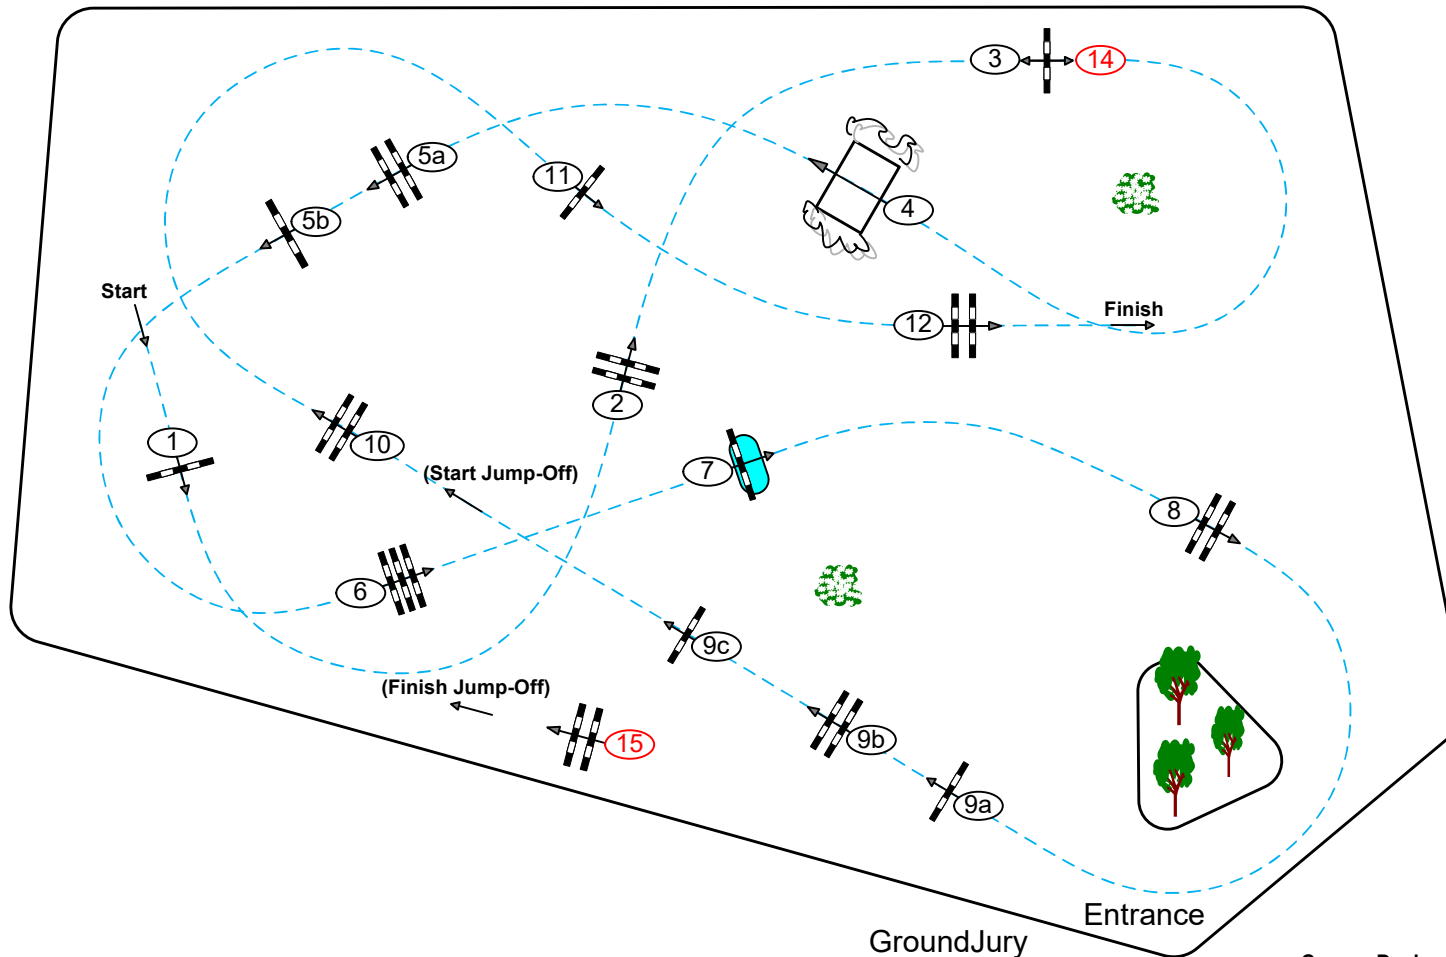 3
14
5a
11
4
5b
Start
Finish
12
2
1
10
(Start Jump-Off)
7
8
6
9c
(Finish Jump-Off)
15
9b
9a
Entrance
GroundJury